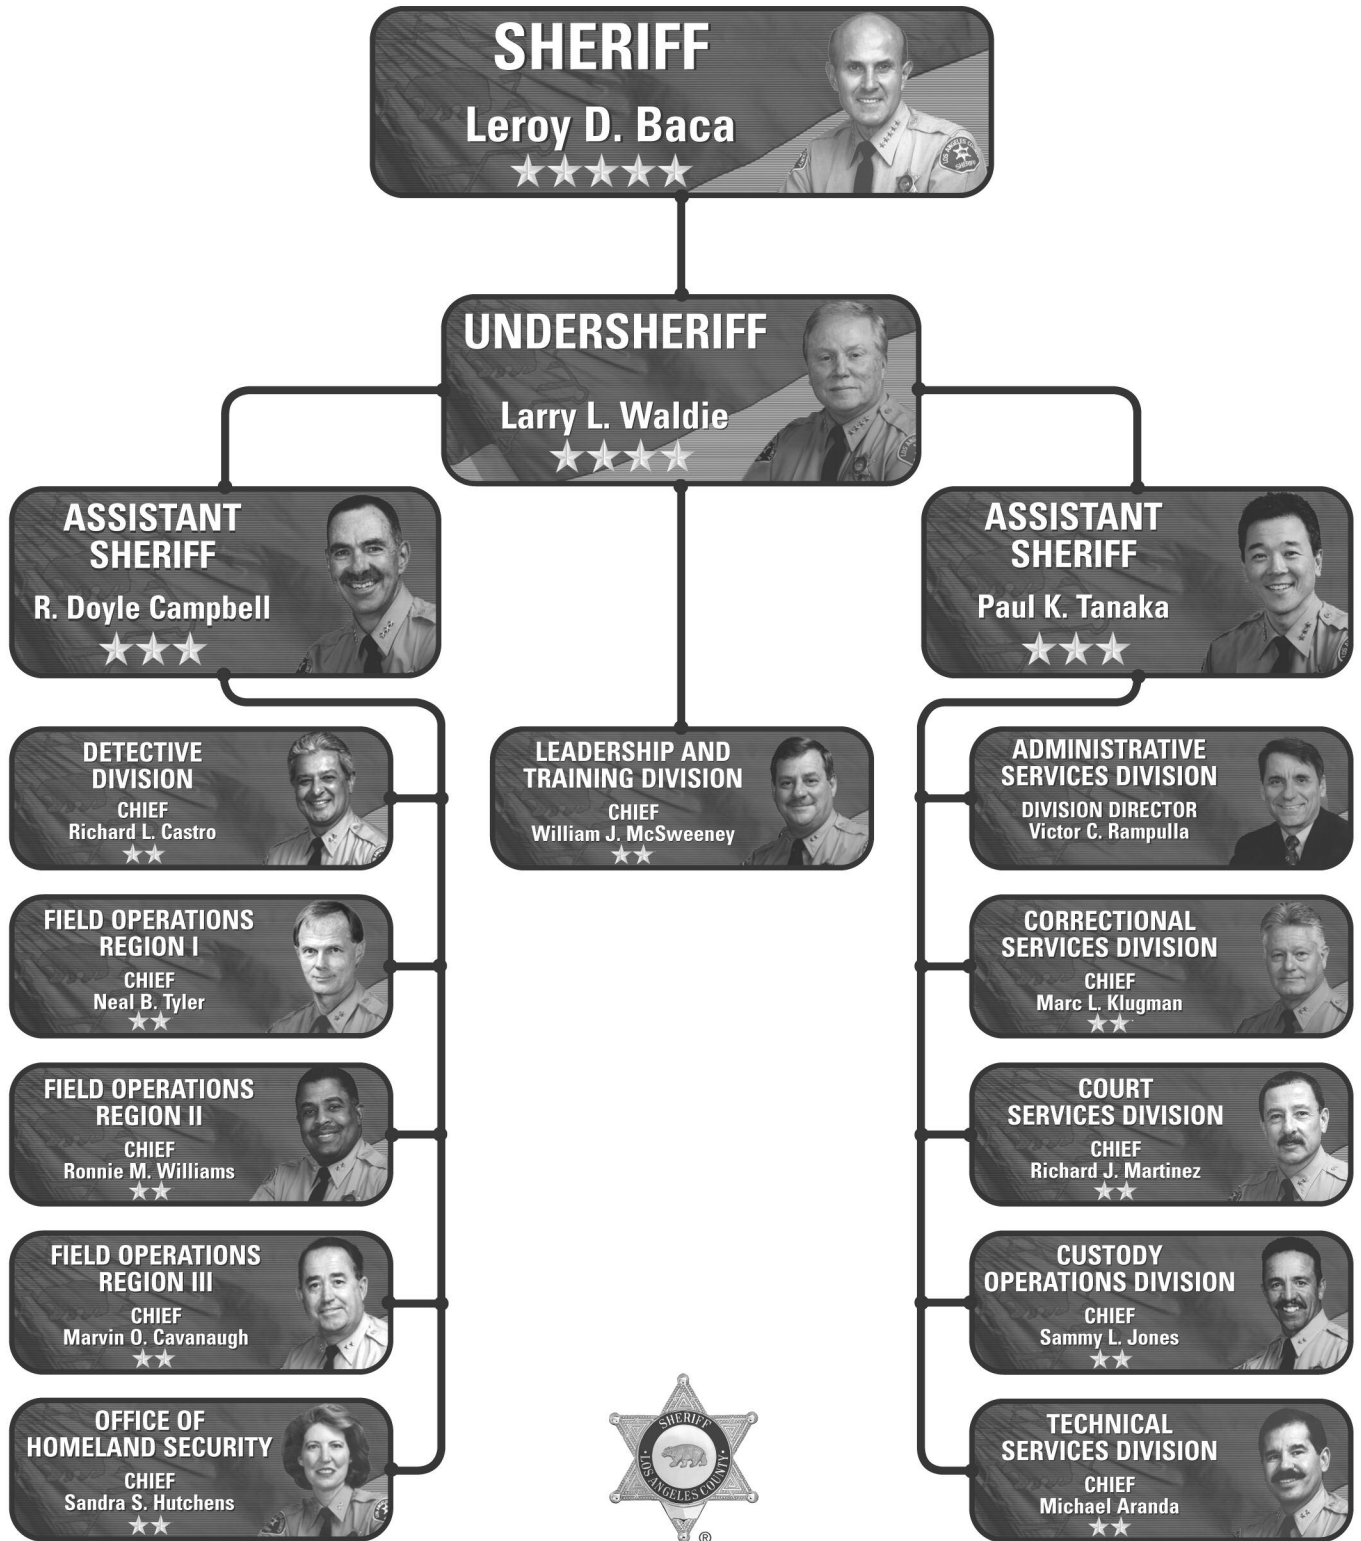 SHERIFF
Leroy D. Baca
LOS ANGELES COUNTY
SHERIFF
UNDERSHERIFF
Larry L. Waldie
ASSISTANT
SHERIFF
R. Doyle Campbell
ASSISTANT
SHERIFF
Paul K. Tanaka
DETECTIVE
DIVISION
CHIEF
Richard L. Castro
FIELD OPERATIONS
REGION I
CHIEF
Neal B. Tyler
FIELD OPERATIONS
REGION II
CHIEF
Ronnie M. Williams
FIELD OPERATIONS
REGION III
CHIEF
Marvin O. Cavanaugh
OFFICE OF
HOMELAND SECURITY
CHIEF
Sandra S. Hutchens
LEADERSHIP AND
TRAINING DIVISION
CHIEF
William J. McSweeney
ADMINISTRATIVE
SERVICES DIVISION
DIVISION DIRECTOR
Victor C. Rampulla
CORRECTIONAL
SERVICES DIVISION
CHIEF
Marc L. Klugman
COURT
SERVICES DIVISION
CHIEF
Richard J. Martinez
CUSTODY
OPERATIONS DIVISION
CHIEF
Sammy L. Jones
TECHNICAL
SERVICES DIVISION
CHIEF
Michael Aranda
SHERIFF
LOS ANGELES COUNTY
®